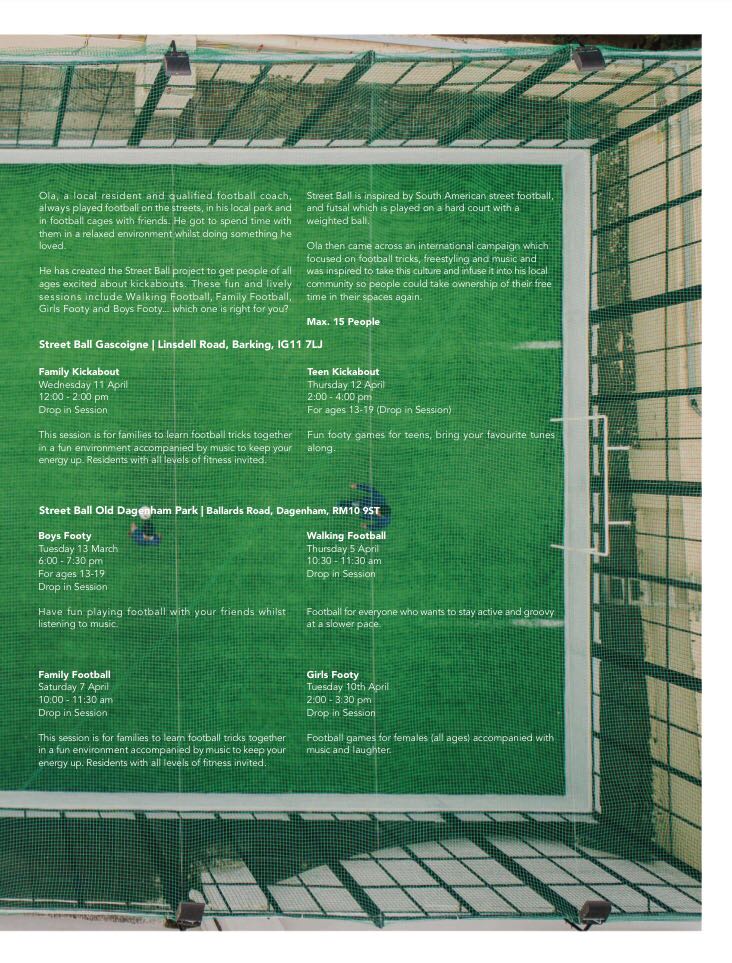 Ola, a local resident and qualified football coach,
always played football on the streets, in his local park and
in football cages with friends. He got to spend time with
them in a relaxed environment whilst doing something he
loved.
He has created the Street Ball project to get people of all
ages excited about kickabouts. These fun and lively
sessions include Walking Football, Family Football,
Girls Footy and Boys Footy... which one is right for you?
Street Ball is inspired by South American street football,
and futsal which is played on a hard court with a
weighted ball.
Ola then came across an international campaign which
focused on football tricks, freestyling and music and
was inspired to take this culture and infuse it into his local
community so people could take ownership of their free
time in their spaces again.
Max. 15 People
Street Ball Gascoigne | Linsdell Road, Barking, IG11 7LJ
Family Kickabout
Wednesday 11 April
12:00 - 2:00 pm
Drop in Session
This session is for families to learn football tricks together
in a fun environment accompanied by music to keep your
energy up. Residents with all levels of fitness invited.
Teen Kickabout
Thursday 12 April
2:00 - 4:00 pm
For ages 13-19 (Drop in Session)
Fun footy games for teens, bring your favourite tunes
along.
Street Ball Old Dagenham Park | Ballards Road, Dagenham, RM10 9ST
Boys Footy
Tuesday 13 March
6:00 - 7:30 pm
For ages 13-19
Drop in Session
Have fun playing football with your friends whilst
listening to music.
Walking Football
Thursday 5 April
10:30 - 11:30 am
Drop in Session
Football for everyone who wants to stay active and groovy
at a slower pace.
Family Football
Saturday 7 April
10:00 - 11:30 am
Drop in Session
This session is for families to learn football tricks together
in a fun environment accompanied by music to keep your
energy up. Residents with all levels of fitness invited.
Girls Footy
Tuesday 10th April
2:00 - 3:30 pm
Drop in Session
Football games for females (all ages) accompanied with
music and laughter.